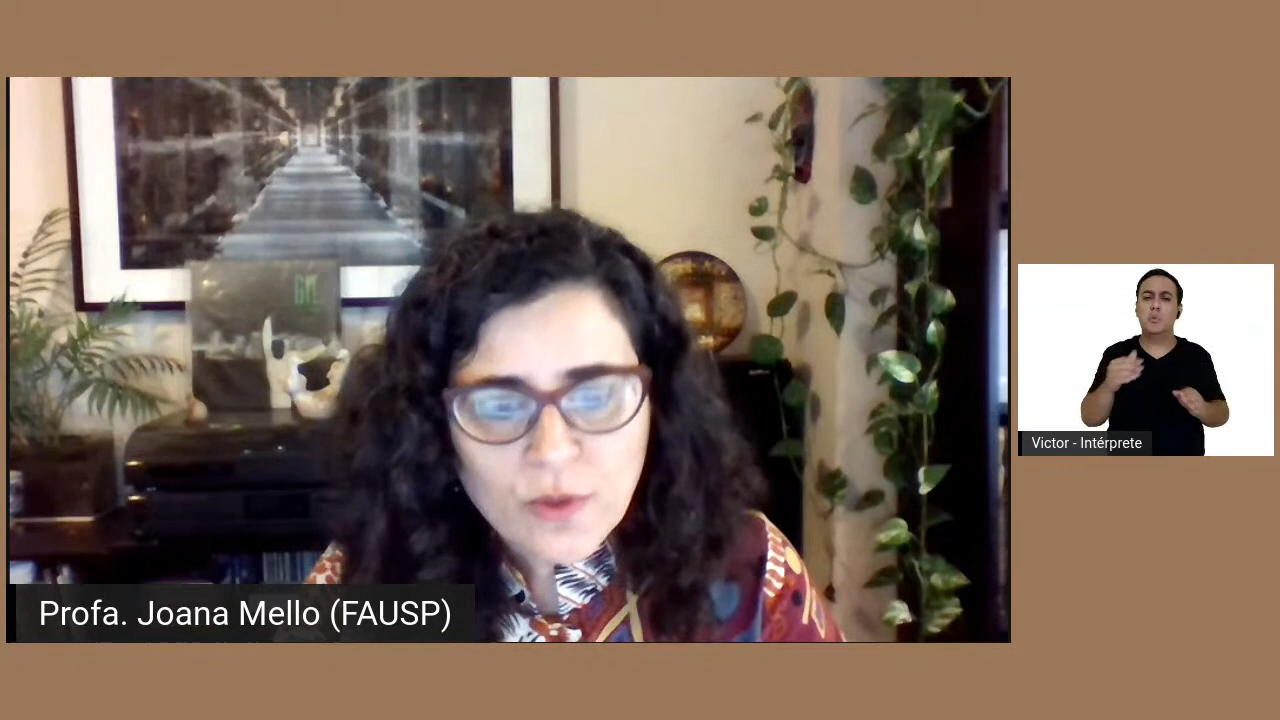 Profa. Joana Mello (FAUSP)
Victor - Intérprete